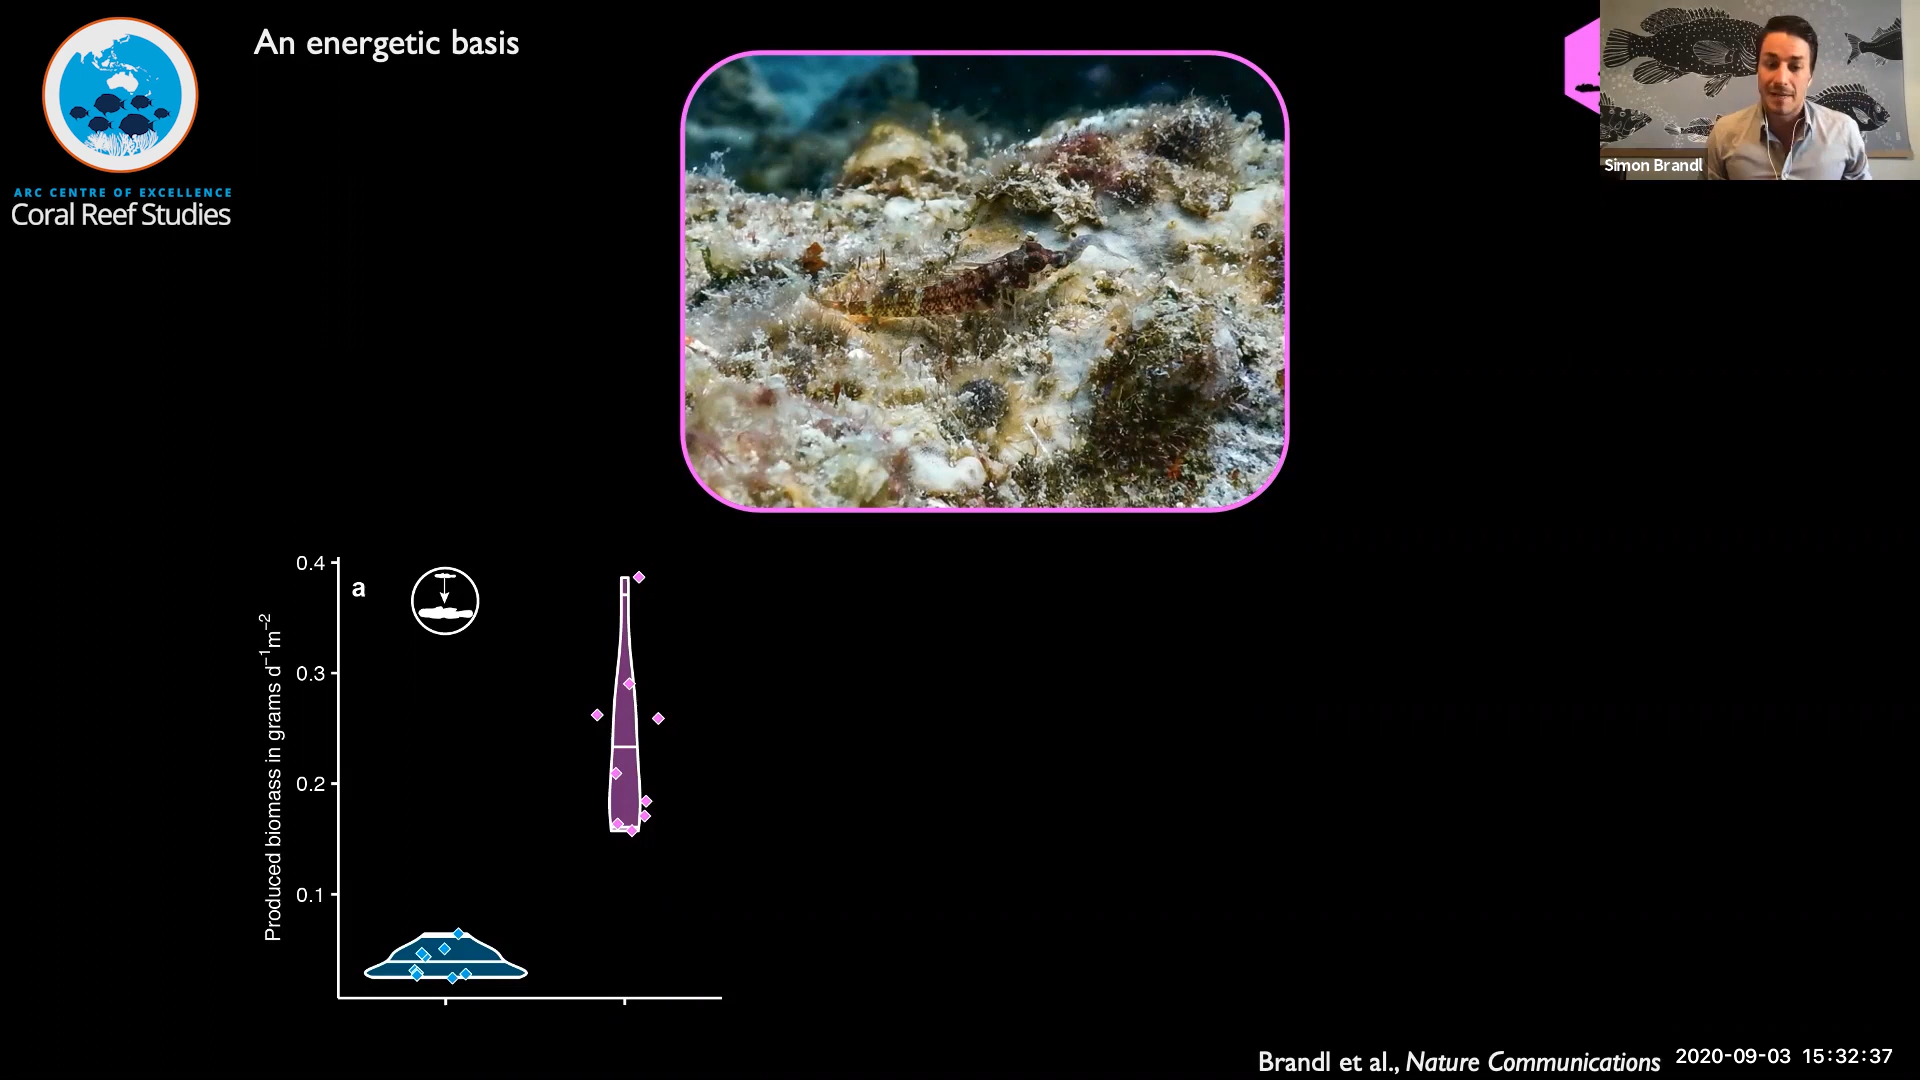 An energetic basis
Simon Brandl
ARC CENTRE OF EXCELLENCE
Coral Reef Studies
a
Produced biomass in grams d⁻¹m⁻²
0.4
0.3
0.2
0.1
Brandl et al., Nature Communications
2020-09-03 15:32:37